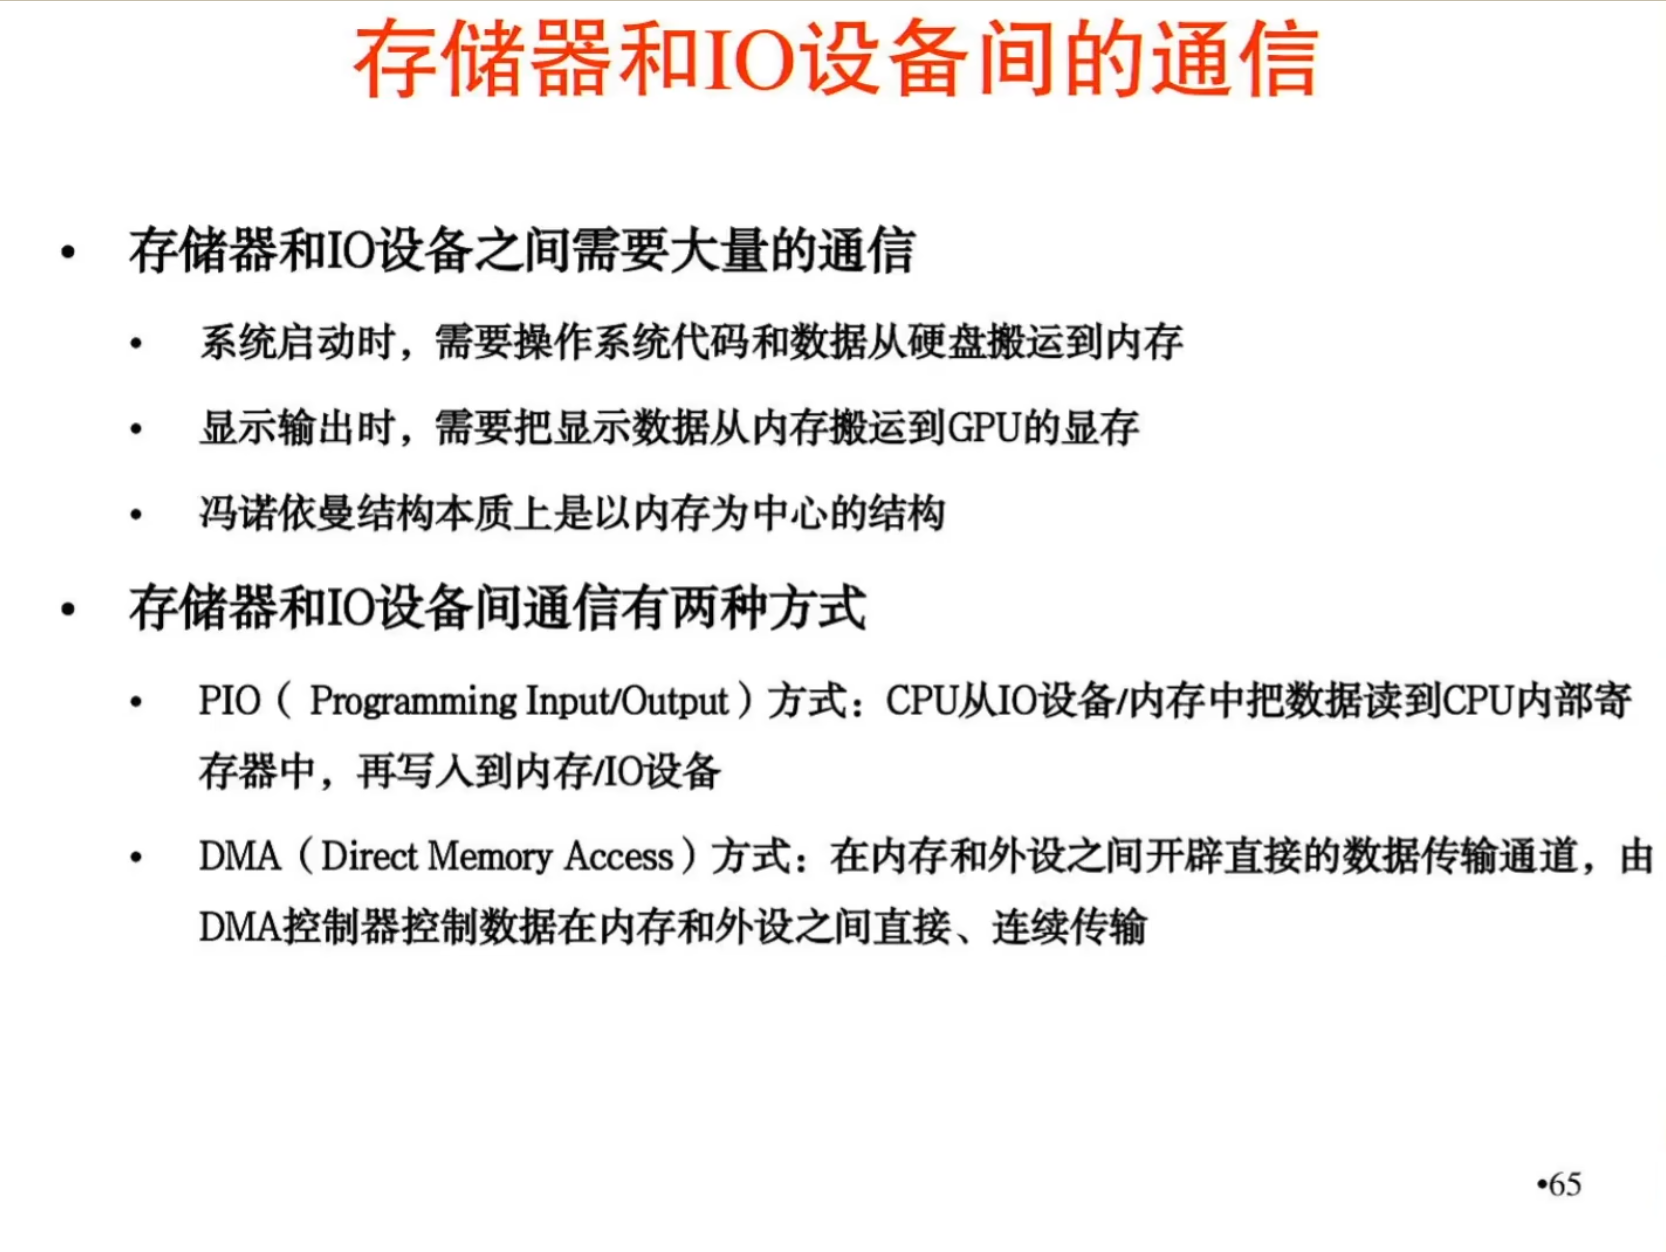 存储器和IO设备间的通信
• 存储器和IO设备之间需要大量的通信
• 系统启动时，需要操作系统代码和数据从硬盘搬运到内存
• 显示输出时，需要把显示数据从内存搬运到GPU的显存
• 冯诺依曼结构本质上是以内存为中心的结构
• 存储器和IO设备间通信有两种方式
• PIO（ Programming Input/Output）方式：CPU从IO设备/内存中把数据读到CPU内部寄
存器中，再写入到内存/IO设备
• DMA（Direct Memory Access）方式：在内存和外设之间开辟直接的数据传输通道，由
DMA控制器控制数据在内存和外设之间直接、连续传输
•65